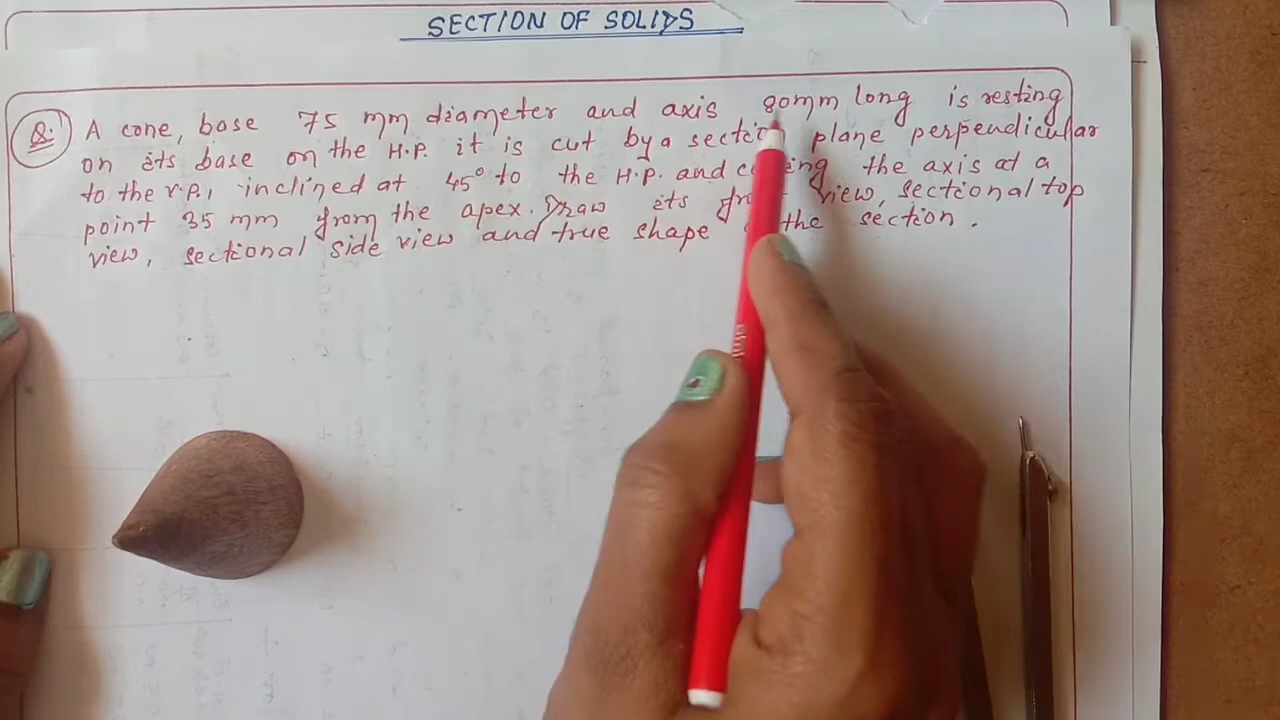 SECTION OF SOLIDS
Q. A cone, base 75 mm diameter and axis 80mm long is resting
on its base on the H.P. it is cut by a section plane perpendicular
to the V.P., inclined at 45° to the H.P. and the axis at a
point 35 mm from the apex. Draw its view, sectional top
view, sectional side view and true shape the section.